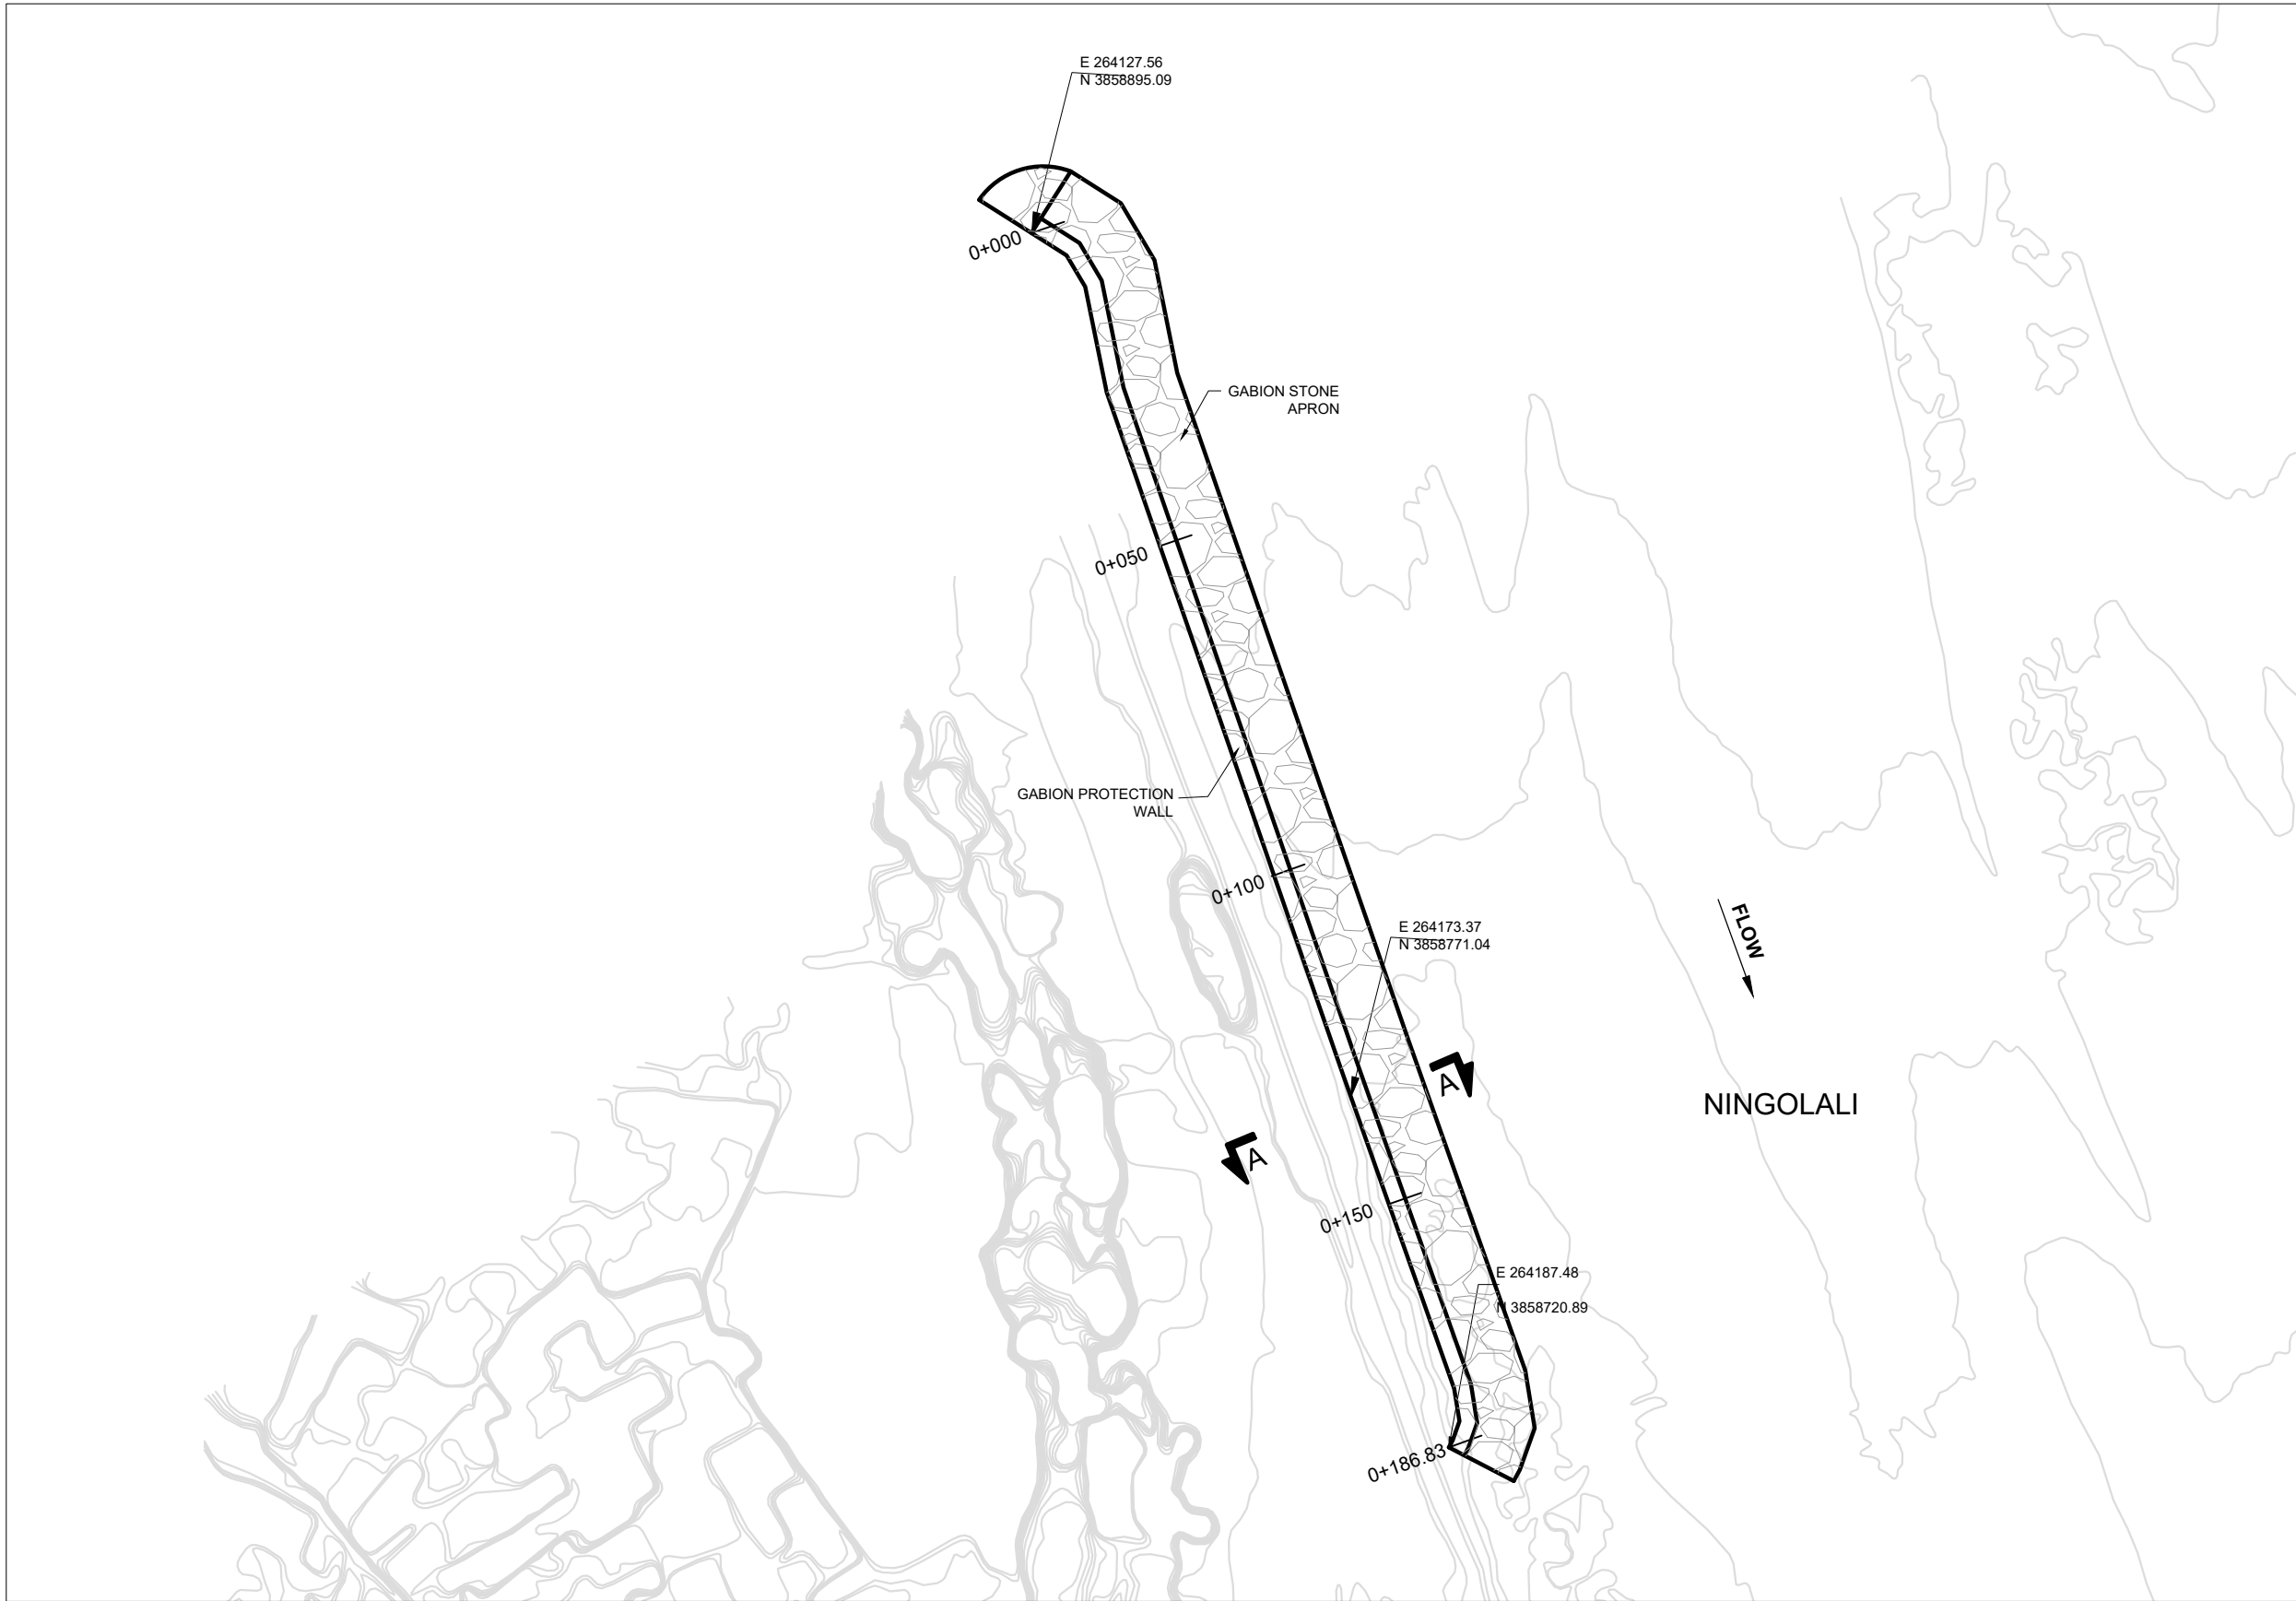 E 264127.56
N 3858895.09
0+000
GABION STONE
APRON
0+050
GABION PROTECTION
WALL
0+100
E 264173.37
N 3858771.04
FLOW
A
NINGOLALI
A
0+150
E 264187.48
N 3858720.89
0+186.83